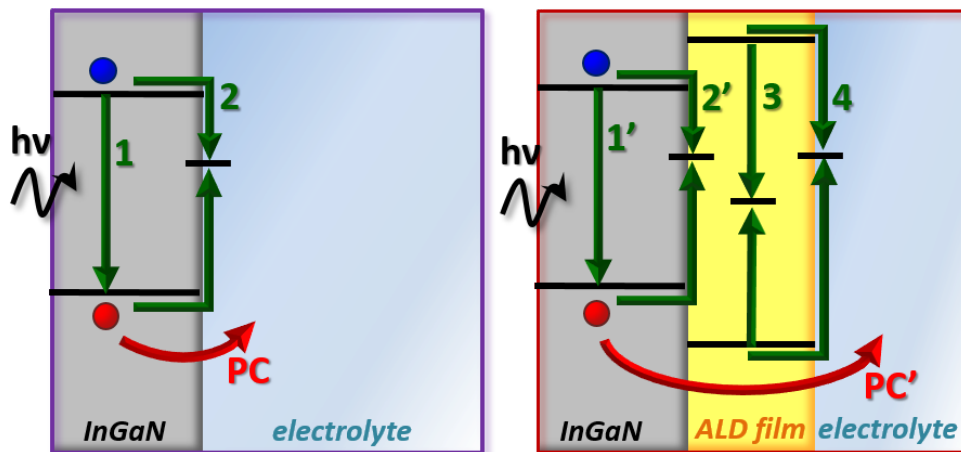 hν
1
2
PC
InGaN
electrolyte
hν
1’
2’
3
4
PC’
InGaN
ALD film
electrolyte